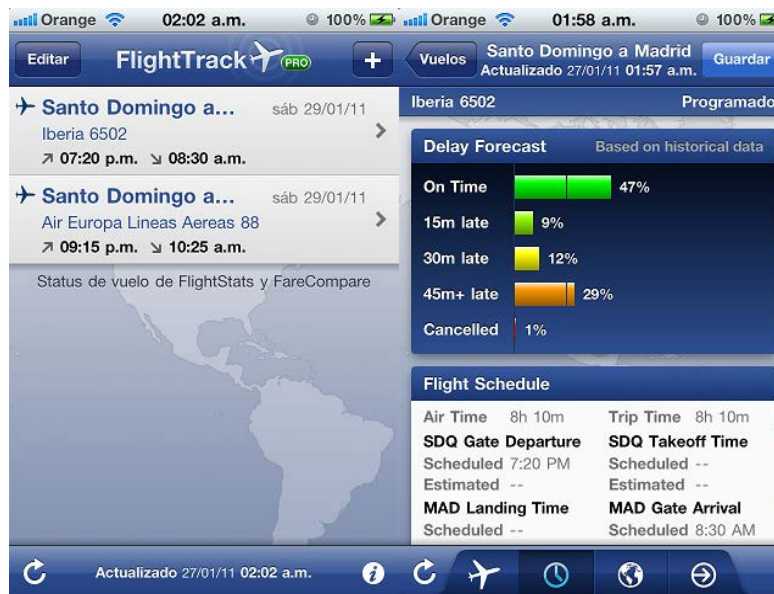 Orange 02:02 a.m. 100%
Editar FlightTrack PRO +
Santo Domingo a... sáb 29/01/11
Iberia 6502
07:20 p.m. 08:30 a.m.
Santo Domingo a... sáb 29/01/11
Air Europa Lineas Aereas 88
09:15 p.m. 10:25 a.m.
Status de vuelo de FlightStats y FareCompare
Actualizado 27/01/11 02:02 a.m. i
Orange 01:58 a.m. 100%
Vuelos Santo Domingo a Madrid Guardar
Actualizado 27/01/11 01:57 a.m.
Iberia 6502 Programado
Delay Forecast Based on historical data
On Time 47%
15m late 9%
30m late 12%
45m+ late 29%
Cancelled 1%
Flight Schedule
Air Time 8h 10m Trip Time 8h 10m
SDQ Gate Departure SDQ Takeoff Time
Scheduled 7:20 PM Scheduled --
Estimated -- Estimated --
MAD Landing Time MAD Gate Arrival
Scheduled -- Scheduled 8:30 AM